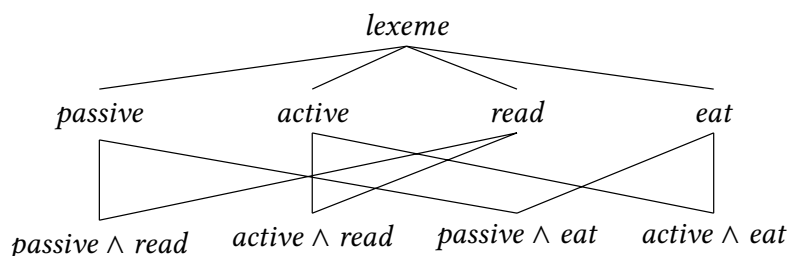 lexeme
passive active read eat
passive ∧ read active ∧ read passive ∧ eat active ∧ eat